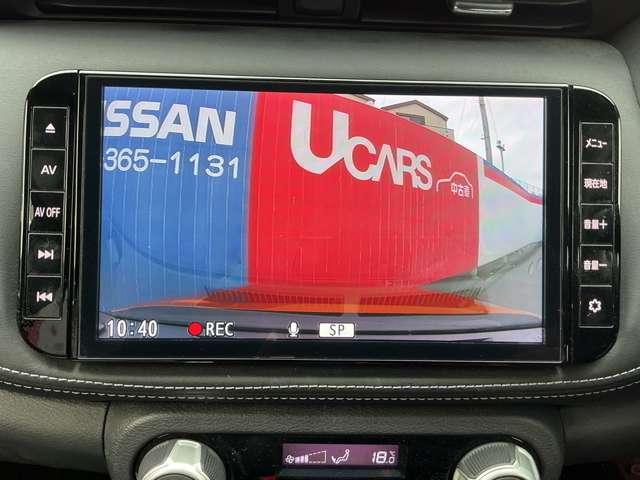 ISSAN
365-1131
UCARS
中古車
10:40
REC
SP
AV
AV OFF
メニュー
現在地
音量+
音量-
18.0℃